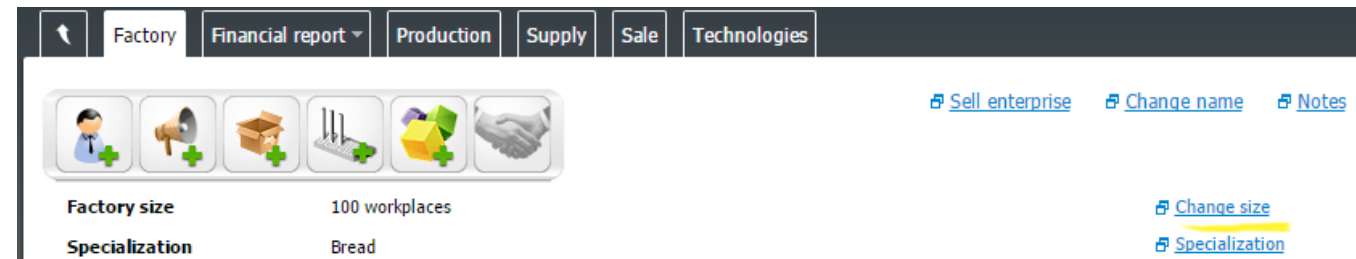 Factory Financial report Production Supply Sale Technologies
Sell enterprise Change name Notes
Factory size 100 workplaces Change size
Specialization Bread Specialization